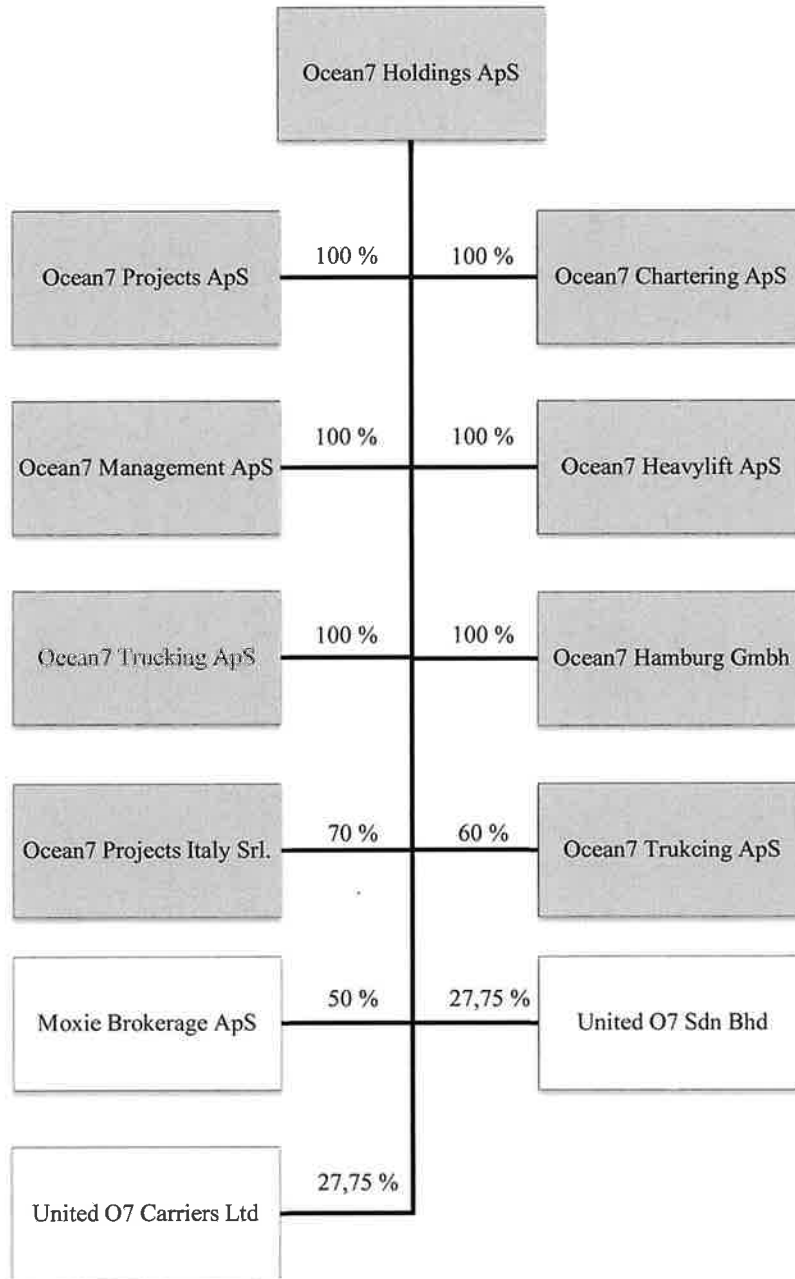 Ocean7 Holdings ApS
Ocean7 Projects ApS
100 %
100 %
Ocean7 Chartering ApS
Ocean7 Management ApS
100 %
100 %
Ocean7 Heavylift ApS
Ocean7 Trucking ApS
100 %
100 %
Ocean7 Hamburg Gmbh
Ocean7 Projects Italy Srl.
70 %
60 %
Ocean7 Trukcing ApS
Moxie Brokerage ApS
50 %
27,75 %
United O7 Sdn Bhd
United O7 Carriers Ltd
27,75 %